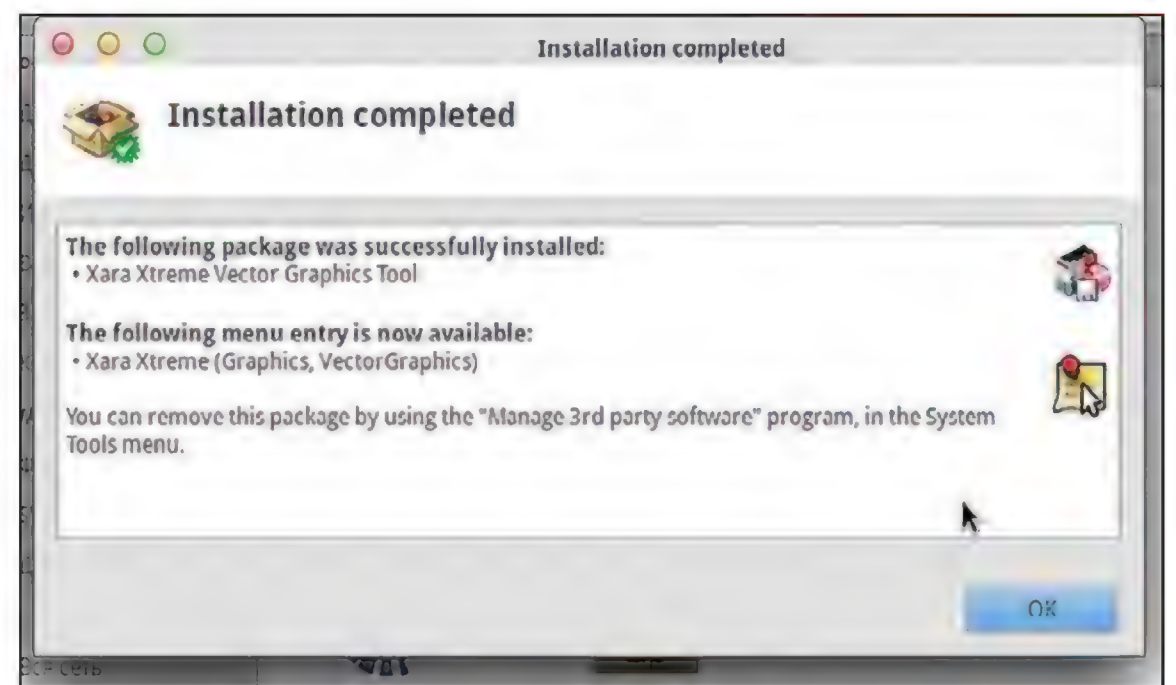 Installation completed
Installation completed
The following package was successfully installed:
• Xara Xtreme Vector Graphics Tool
The following menu entry is now available:
• Xara Xtreme (Graphics, VectorGraphics)
You can remove this package by using the "Manage 3rd party software" program, in the System
Tools menu.
OK
сеть